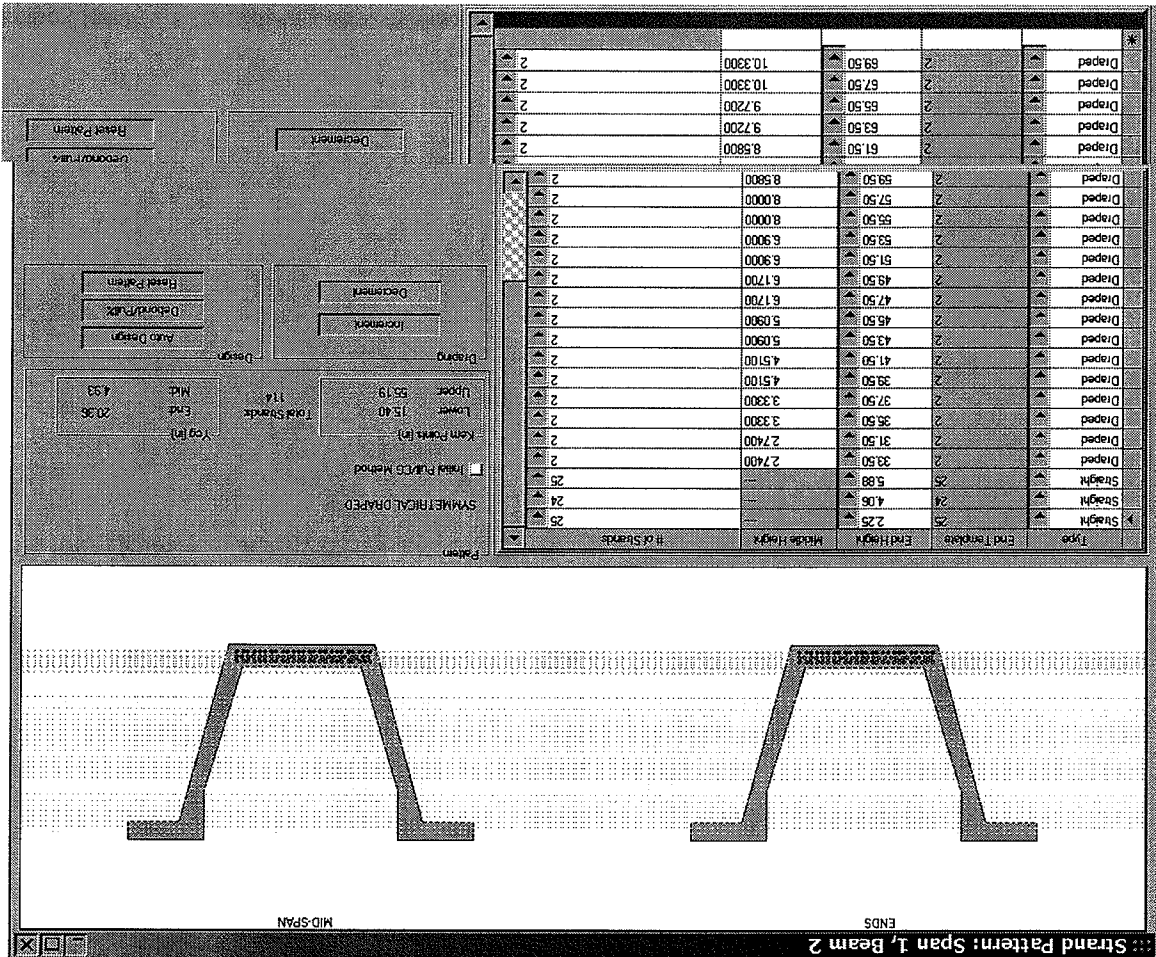 Strand Pattern: Span 1, Beam 2
ENDS MID-SPAN
Type End Template End Height Middle Height # of Strands
Straight 25 2.25 --- 25
Straight 24 4.06 --- 24
Straight 25 5.88 --- 25
Draped 2 33.50 2.7400 2
Draped 2 31.50 2.7400 2
Draped 2 35.50 3.3300 2
Draped 2 37.50 3.3300 2
Draped 2 39.50 4.5100 2
Draped 2 41.50 4.5100 2
Draped 2 43.50 5.0900 2
Draped 2 45.50 5.0900 2
Draped 2 47.50 6.1700 2
Draped 2 49.50 6.1700 2
Draped 2 51.50 6.9000 2
Draped 2 53.50 6.9000 2
Draped 2 55.50 8.0000 2
Draped 2 57.50 8.0000 2
Draped 2 59.50 8.5800 2
Draped 2 61.50 8.5800 2
Draped 2 63.50 9.7200 2
Draped 2 65.50 9.7200 2
Draped 2 67.50 10.3300 2
Draped 2 69.50 10.3300 2
*
Pattern
SYMMETRICAL DRAPED
Initial Pull/CG Method
Kern Points [in]
Lower 15.40
Upper 55.19
Total Strands
114
Ycg [in]
End: 20.36
Mid: 4.93
Draping
Increment
Decrement
Design
Auto Design
Debond/Pull%
Reset Pattern
Debond/Pull%
Decrement
Reset Pattern